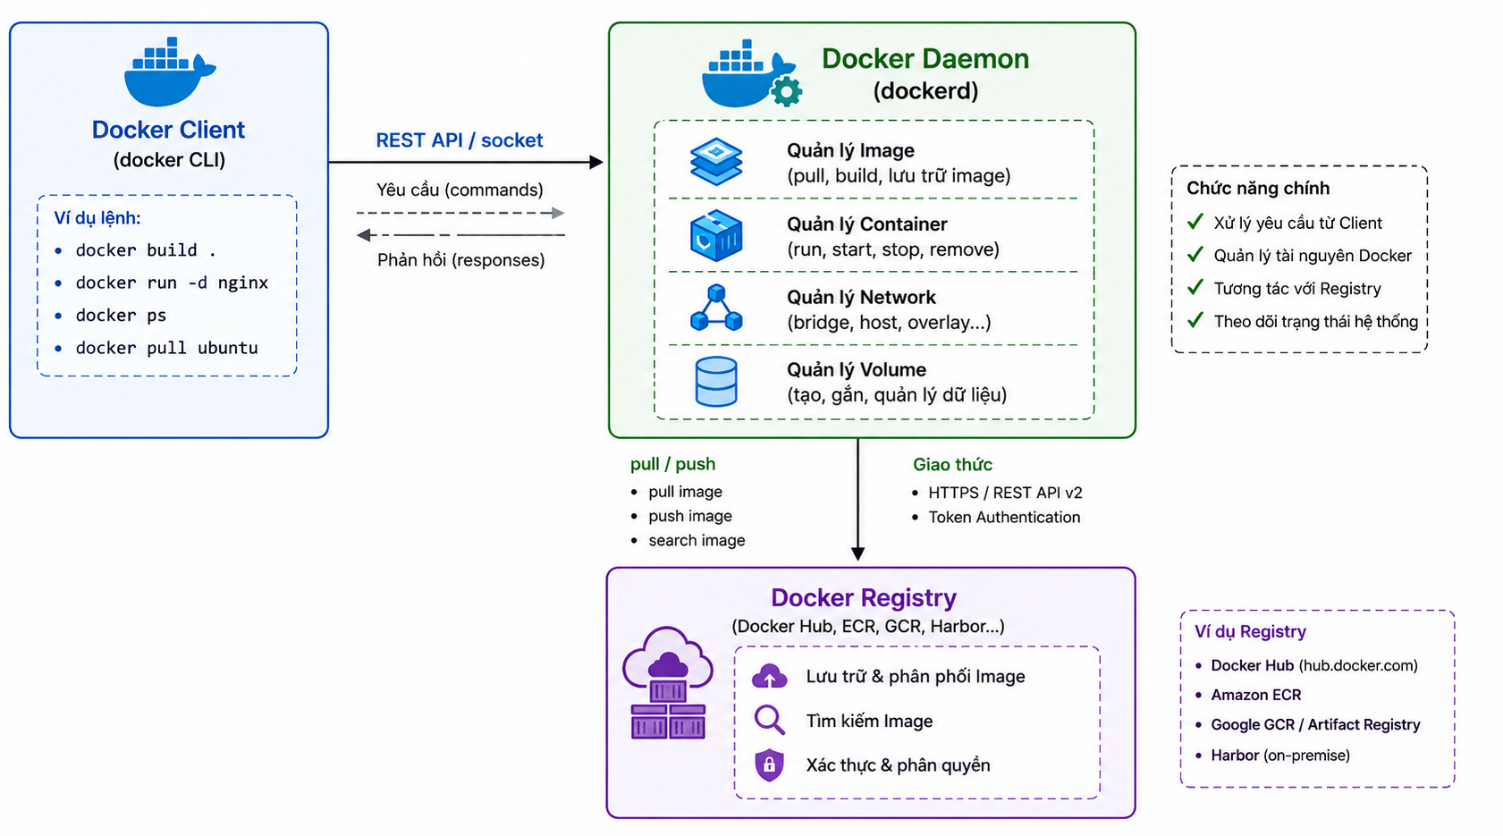 Docker Client
(docker CLI)
Ví dụ lệnh:
• docker build .
• docker run -d nginx
• docker ps
• docker pull ubuntu
REST API / socket
Yêu cầu (commands)
Phản hồi (responses)
Docker Daemon
(dockerd)
Quản lý Image
(pull, build, lưu trữ image)
Quản lý Container
(run, start, stop, remove)
Quản lý Network
(bridge, host, overlay...)
Quản lý Volume
(tạo, gắn, quản lý dữ liệu)
Chức năng chính
✓ Xử lý yêu cầu từ Client
✓ Quản lý tài nguyên Docker
✓ Tương tác với Registry
✓ Theo dõi trạng thái hệ thống
pull / push
• pull image
• push image
• search image
Giao thức
• HTTPS / REST API v2
• Token Authentication
Docker Registry
(Docker Hub, ECR, GCR, Harbor...)
Lưu trữ & phân phối Image
Tìm kiếm Image
Xác thực & phân quyền
Ví dụ Registry
• Docker Hub (hub.docker.com)
• Amazon ECR
• Google GCR / Artifact Registry
• Harbor (on-premise)